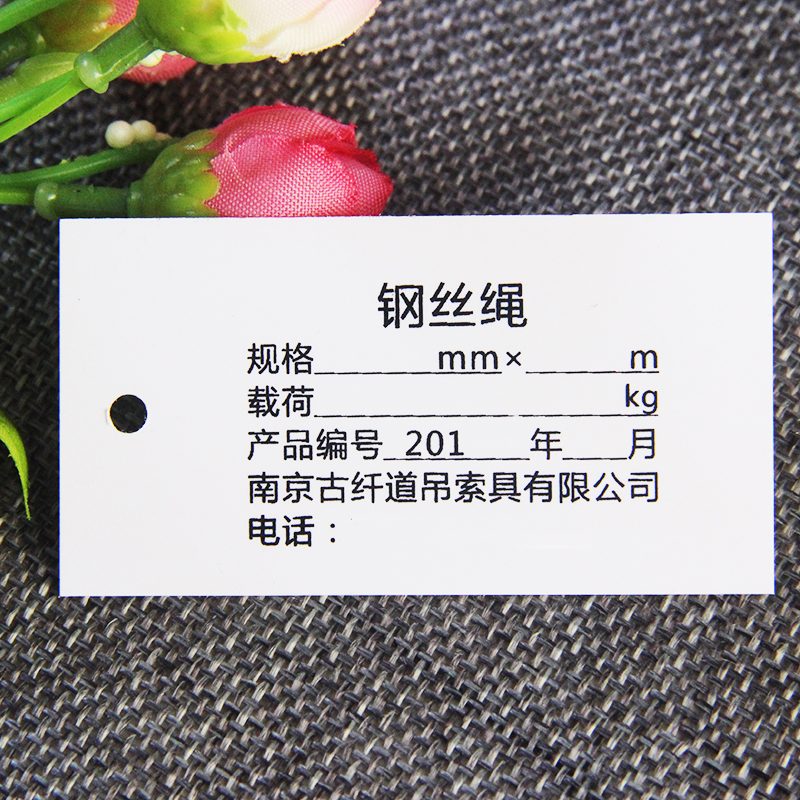 钢丝绳
规格_______mm×______m
载荷__________________kg
产品编号_201____年____月
南京古纤道吊索具有限公司
电话：